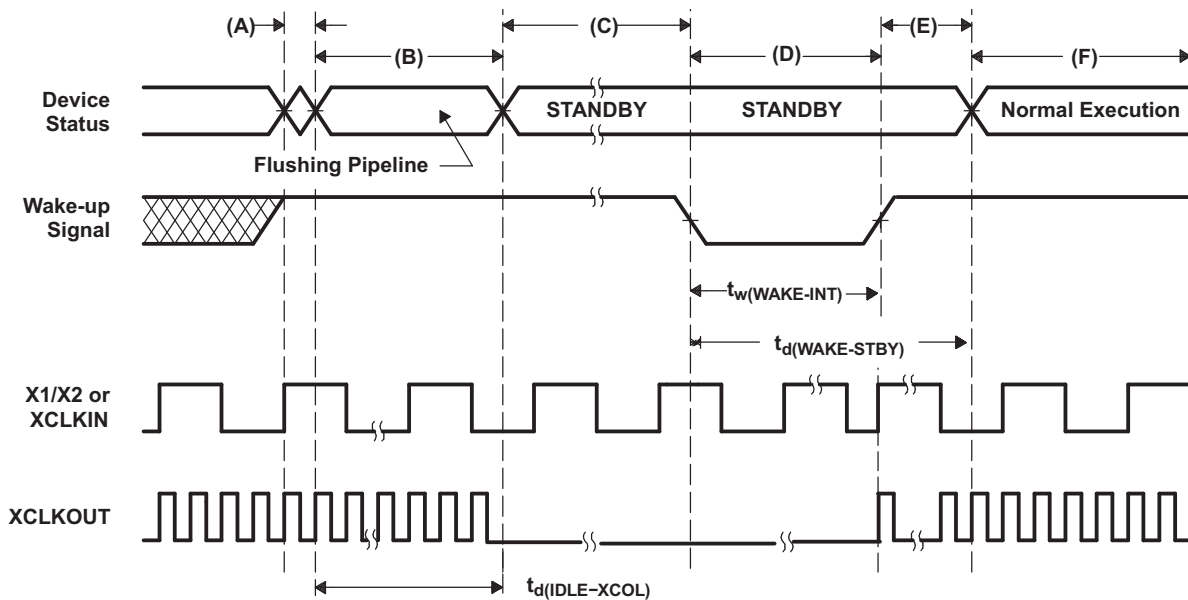 (A)
(C)
(E)
(B)
(D)
(F)
Device
Status
STANDBY
STANDBY
Normal Execution
Flushing Pipeline
Wake-up
Signal
tw(WAKE-INT)
td(WAKE-STBY)
X1/X2 or
XCLKIN
XCLKOUT
td(IDLE−XCOL)